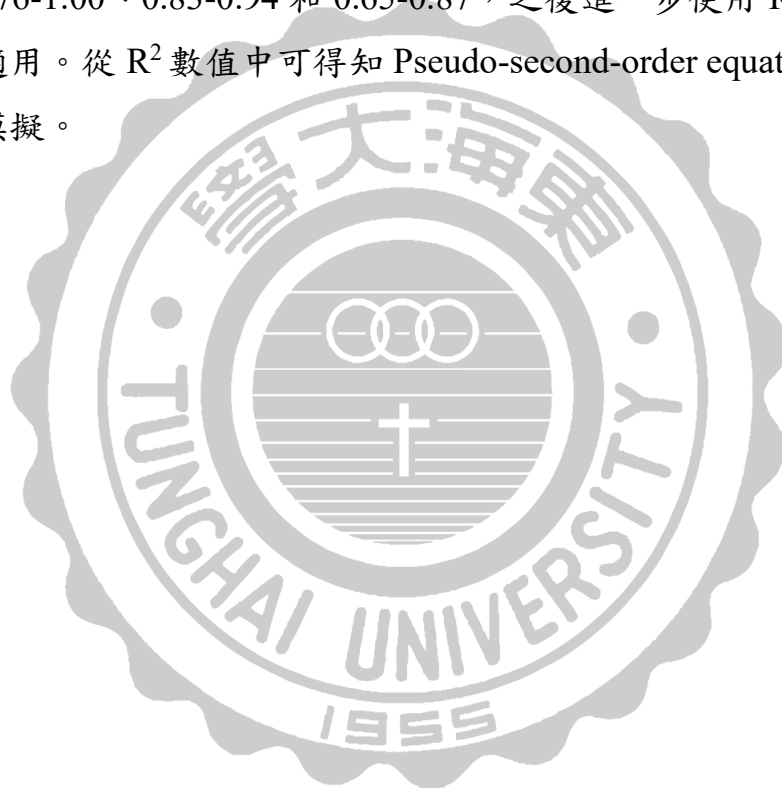 76-1.00、0.83-0.94 和 0.65-0.87，之後進一步使用
適用。從 R² 數值中可得知 Pseudo-second-order equat
擬。
東海大學
TUNGHAI UNIVERSITY
1955